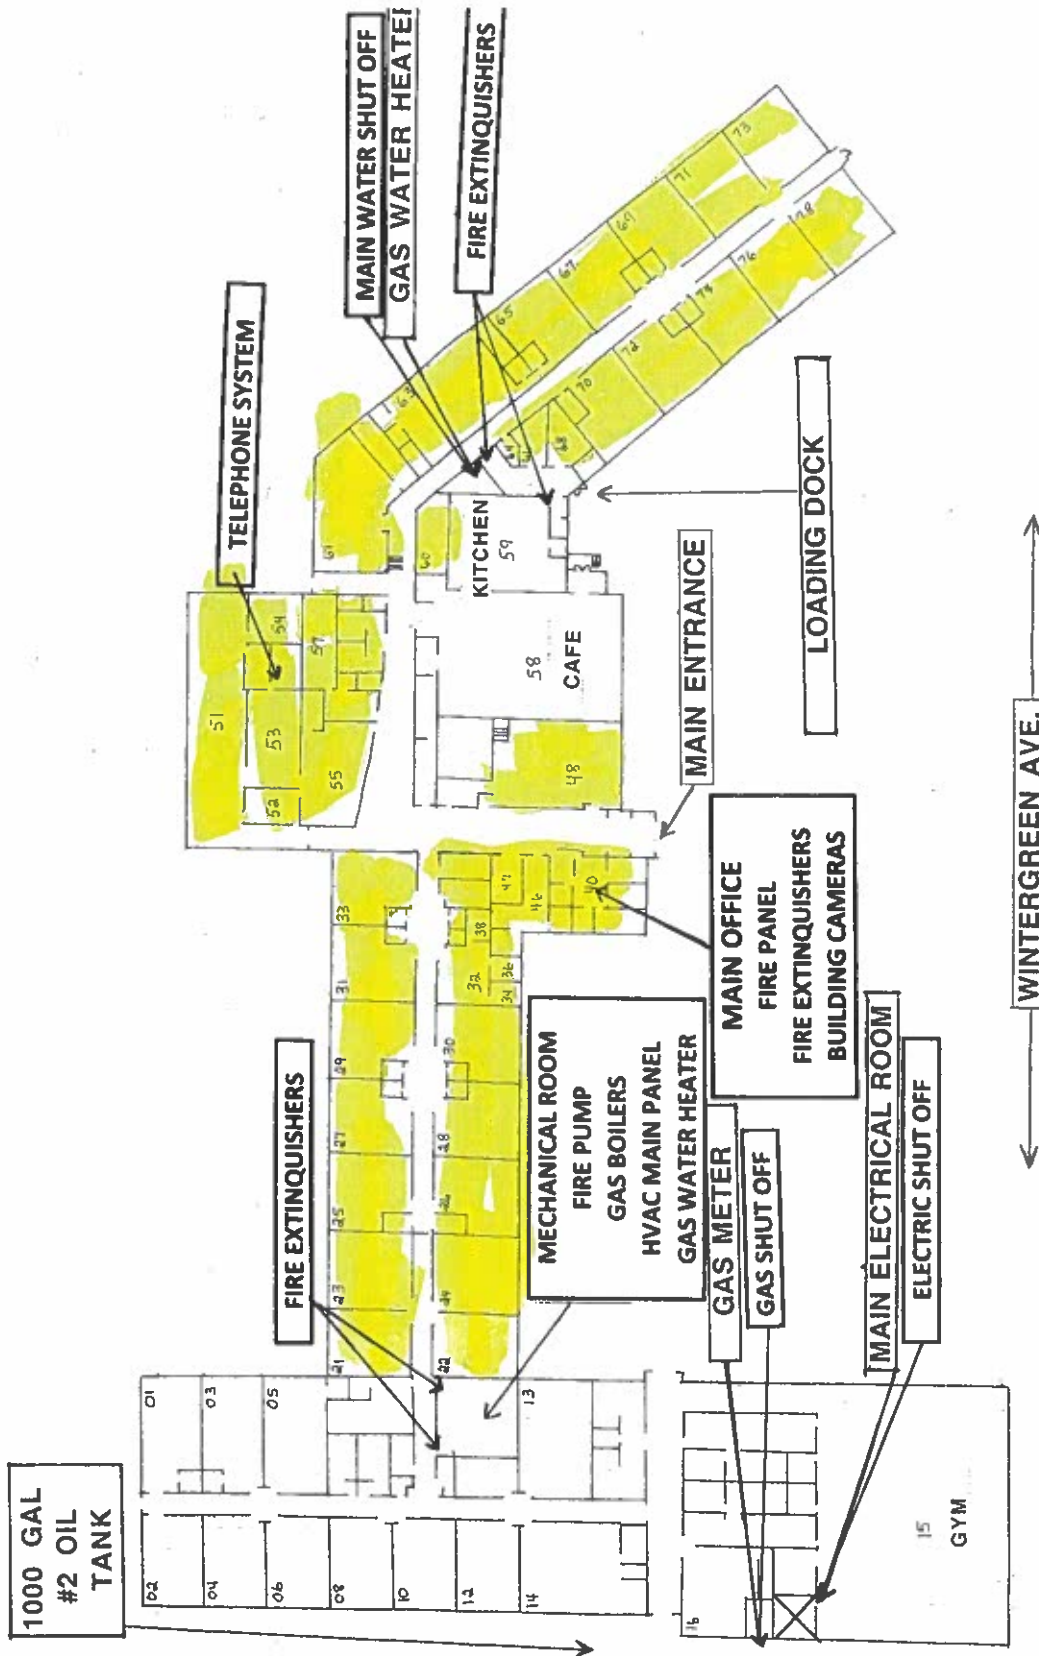 1000 GAL
#2 OIL
TANK
FIRE EXTINQUISHERS
TELEPHONE SYSTEM
MAIN WATER SHUT OFF
GAS WATER HEATER
FIRE EXTINQUISHERS
01
03
05
02
04
06
08
10
12
14
13
16
15
GYM
21
23
25
27
29
31
33
22
24
26
28
30
32
34
36
38
47
46
40
51
52
53
54
55
57
48
58
CAFE
KITCHEN
59
60
61
63
65
67
69
71
73
68
70
72
73
76
78
MECHANICAL ROOM
FIRE PUMP
GAS BOILERS
HVAC MAIN PANEL
GAS WATER HEATER
MAIN OFFICE
FIRE PANEL
FIRE EXTINQUISHERS
BUILDING CAMERAS
MAIN ENTRANCE
LOADING DOCK
GAS METER
GAS SHUT OFF
MAIN ELECTRICAL ROOM
ELECTRIC SHUT OFF
WINTERGREEN AVE.